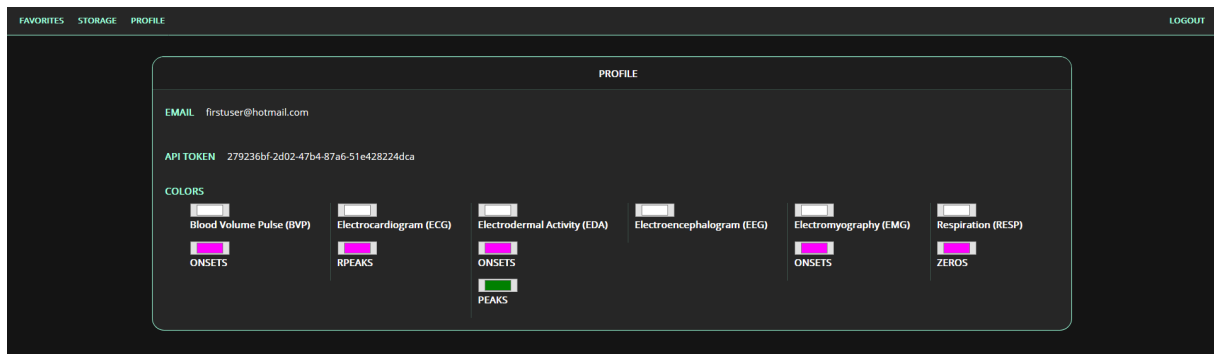 FAVORITES STORAGE PROFILE LOGOUT
PROFILE
EMAIL firstuser@hotmail.com
API TOKEN 279236bf-2d02-47b4-87a6-51e428224dca
COLORS
Blood Volume Pulse (BVP) Electrocardiogram (ECG) Electrodermal Activity (EDA) Electroencephalogram (EEG) Electromyography (EMG) Respiration (RESP)
ONSETS RPEAKS ONSETS ONSETS ZEROS
PEAKS